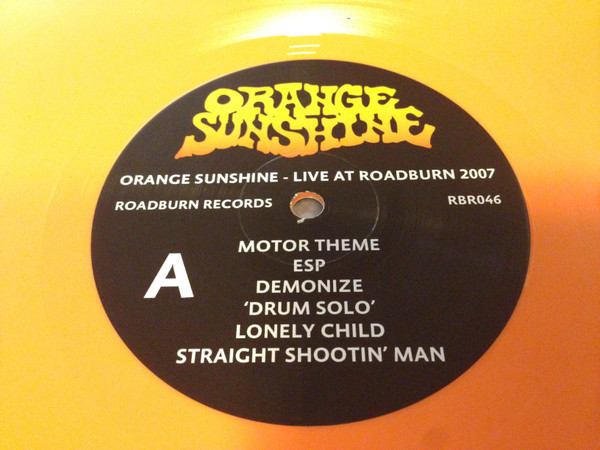 ORANGE
SUNSHINE
ORANGE SUNSHINE - LIVE AT ROADBURN 2007
ROADBURN RECORDS RBR046
A
MOTOR THEME
ESP
DEMONIZE
‘DRUM SOLO’
LONELY CHILD
STRAIGHT SHOOTIN’ MAN